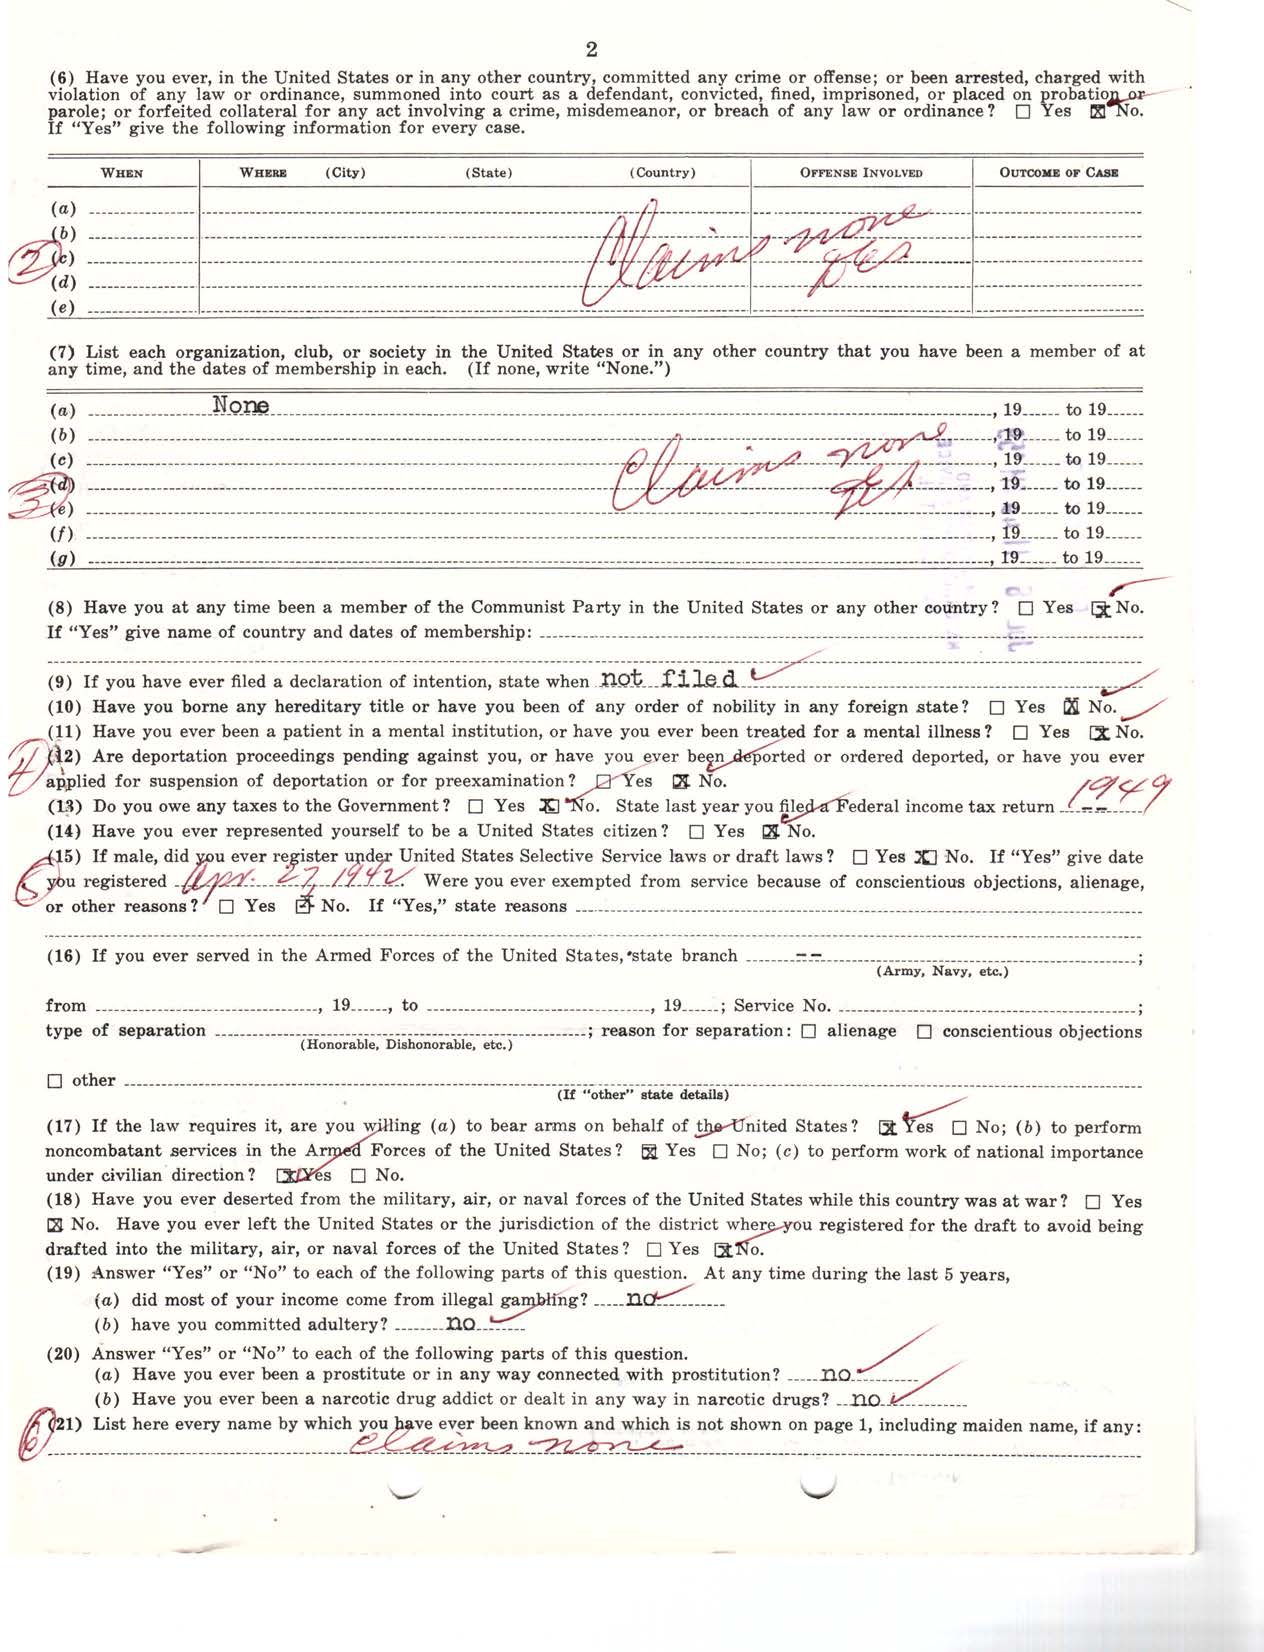 2
(6) Have you ever, in the United States or in any other country, committed any crime or offense; or been arrested, charged with
violation of any law or ordinance, summoned into court as a defendant, convicted, fined, imprisoned, or placed on probation or
parole; or forfeited collateral for any act involving a crime, misdemeanor, or breach of any law or ordinance? ☐ Yes ☒ No.
If “Yes” give the following information for every case.
WHEN WHERE (City) (State) (Country) OFFENSE INVOLVED OUTCOME OF CASE
(a)
(b) Claims none
2 (c)
(d)
(e)
(7) List each organization, club, or society in the United States or in any other country that you have been a member of at
any time, and the dates of membership in each. (If none, write “None.”)
(a) None , 19 to 19
(b) , 19 to 19
(c) Claims none , 19 to 19
3 (d) , 19 to 19
(e) , 19 to 19
(f) , 19 to 19
(g) , 19 to 19
(8) Have you at any time been a member of the Communist Party in the United States or any other country? ☐ Yes ☒ No.
If “Yes” give name of country and dates of membership:
(9) If you have ever filed a declaration of intention, state when not filed
(10) Have you borne any hereditary title or have you been of any order of nobility in any foreign state? ☐ Yes ☒ No.
(11) Have you ever been a patient in a mental institution, or have you ever been treated for a mental illness? ☐ Yes ☒ No.
4 (12) Are deportation proceedings pending against you, or have you ever been deported or ordered deported, or have you ever
applied for suspension of deportation or for preexamination? ☐ Yes ☒ No.
(13) Do you owe any taxes to the Government? ☐ Yes ☒ No. State last year you filed a Federal income tax return -- 1949
(14) Have you ever represented yourself to be a United States citizen? ☐ Yes ☒ No.
5 (15) If male, did you ever register under United States Selective Service laws or draft laws? ☐ Yes ☒ No. If “Yes” give date
you registered Apr. 27, 1942. Were you ever exempted from service because of conscientious objections, alienage,
or other reasons? ☐ Yes ☒ No. If “Yes,” state reasons
(16) If you ever served in the Armed Forces of the United States, state branch -- ;
(Army, Navy, etc.)
from , 19 , to , 19 ; Service No. ;
type of separation ; reason for separation: ☐ alienage ☐ conscientious objections
(Honorable, Dishonorable, etc.)
☐ other
(If “other” state details)
(17) If the law requires it, are you willing (a) to bear arms on behalf of the United States? ☒ Yes ☐ No; (b) to perform
noncombatant services in the Armed Forces of the United States? ☒ Yes ☐ No; (c) to perform work of national importance
under civilian direction? ☒ Yes ☐ No.
(18) Have you ever deserted from the military, air, or naval forces of the United States while this country was at war? ☐ Yes
☒ No. Have you ever left the United States or the jurisdiction of the district where you registered for the draft to avoid being
drafted into the military, air, or naval forces of the United States? ☐ Yes ☒ No.
(19) Answer “Yes” or “No” to each of the following parts of this question. At any time during the last 5 years,
(a) did most of your income come from illegal gambling? no
(b) have you committed adultery? no
(20) Answer “Yes” or “No” to each of the following parts of this question.
(a) Have you ever been a prostitute or in any way connected with prostitution? no
(b) Have you ever been a narcotic drug addict or dealt in any way in narcotic drugs? no
6 (21) List here every name by which you have ever been known and which is not shown on page 1, including maiden name, if any:
claims none